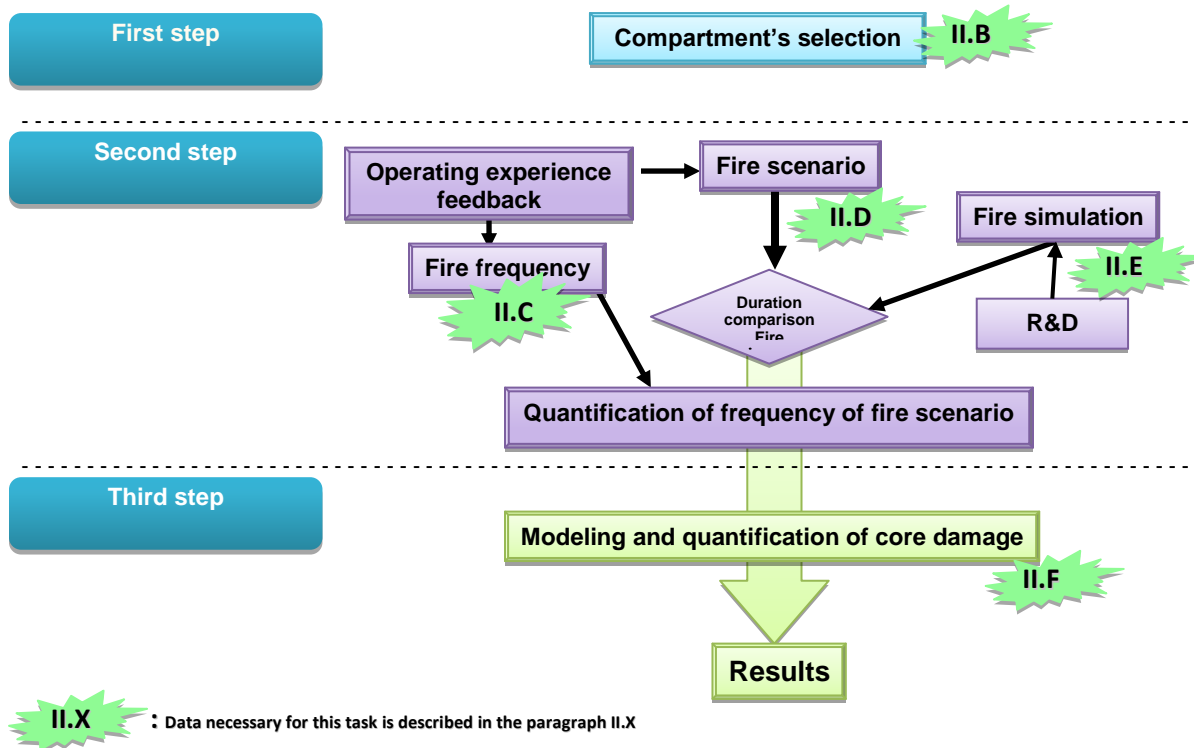 First step
Compartment's selection
II.B
Second step
Operating experience
feedback
Fire scenario
II.D
Fire simulation
II.E
Fire frequency
II.C
Duration
comparison
Fire
R&D
Quantification of frequency of fire scenario
Third step
Modeling and quantification of core damage
II.F
Results
II.X
: Data necessary for this task is described in the paragraph II.X